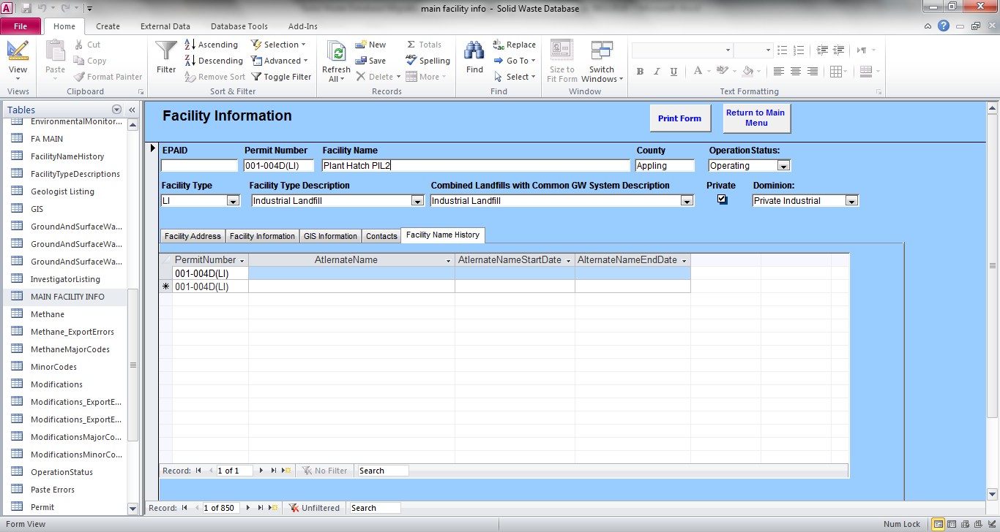 main facility info - Solid Waste Database
File Home Create External Data Database Tools Add-Ins
View
Views
Paste
Cut
Copy
Format Painter
Clipboard
Filter
Ascending
Descending
Remove Sort
Selection
Advanced
Toggle Filter
Sort & Filter
Refresh
All
New
Save
Delete
Totals
Spelling
More
Records
Find
Replace
Go To
Select
Find
Size to
Fit Form
Switch
Windows
Window
Text Formatting
Tables
EnvironmentalMonitor...
FA MAIN
FacilityNameHistory
FacilityTypeDescriptions
Geologist Listing
GIS
GroundAndSurfaceWa...
GroundAndSurfaceWa...
GroundAndSurfaceWa...
InvestigatorListing
MAIN FACILITY INFO
Methane
Methane_ExportErrors
MethaneMajorCodes
MinorCodes
Modifications
Modifications_ExportE...
Modifications_ExportE...
ModificationsMajorCo...
ModificationsMinorCo...
OperationStatus
Paste Errors
Permit
Facility Information
Print Form
Return to Main
Menu
EPAID Permit Number Facility Name County OperationStatus:
001-004D(LI) Plant Hatch PIL2 Appling Operating
Facility Type Facility Type Description Combined Landfills with Common GW System Description Private Dominion:
LI Industrial Landfill Industrial Landfill Private Industrial
Facility Address Facility Information GIS Information Contacts Facility Name History
PermitNumber AtlernateName AtlernateNameStartDate AlternateNameEndDate
001-004D(LI)
001-004D(LI)
Record: 1 of 1 No Filter Search
Record: 1 of 850 Unfiltered Search
Form View Num Lock